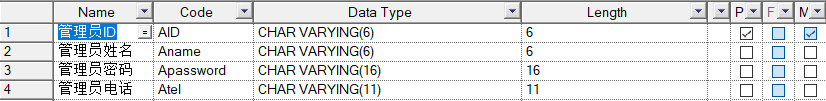 Name Code Data Type Length P F M
1 管理员ID = AID CHAR VARYING(6) 6
2 管理员姓名 Aname CHAR VARYING(6) 6
3 管理员密码 Apassword CHAR VARYING(16) 16
4 管理员电话 Atel CHAR VARYING(11) 11